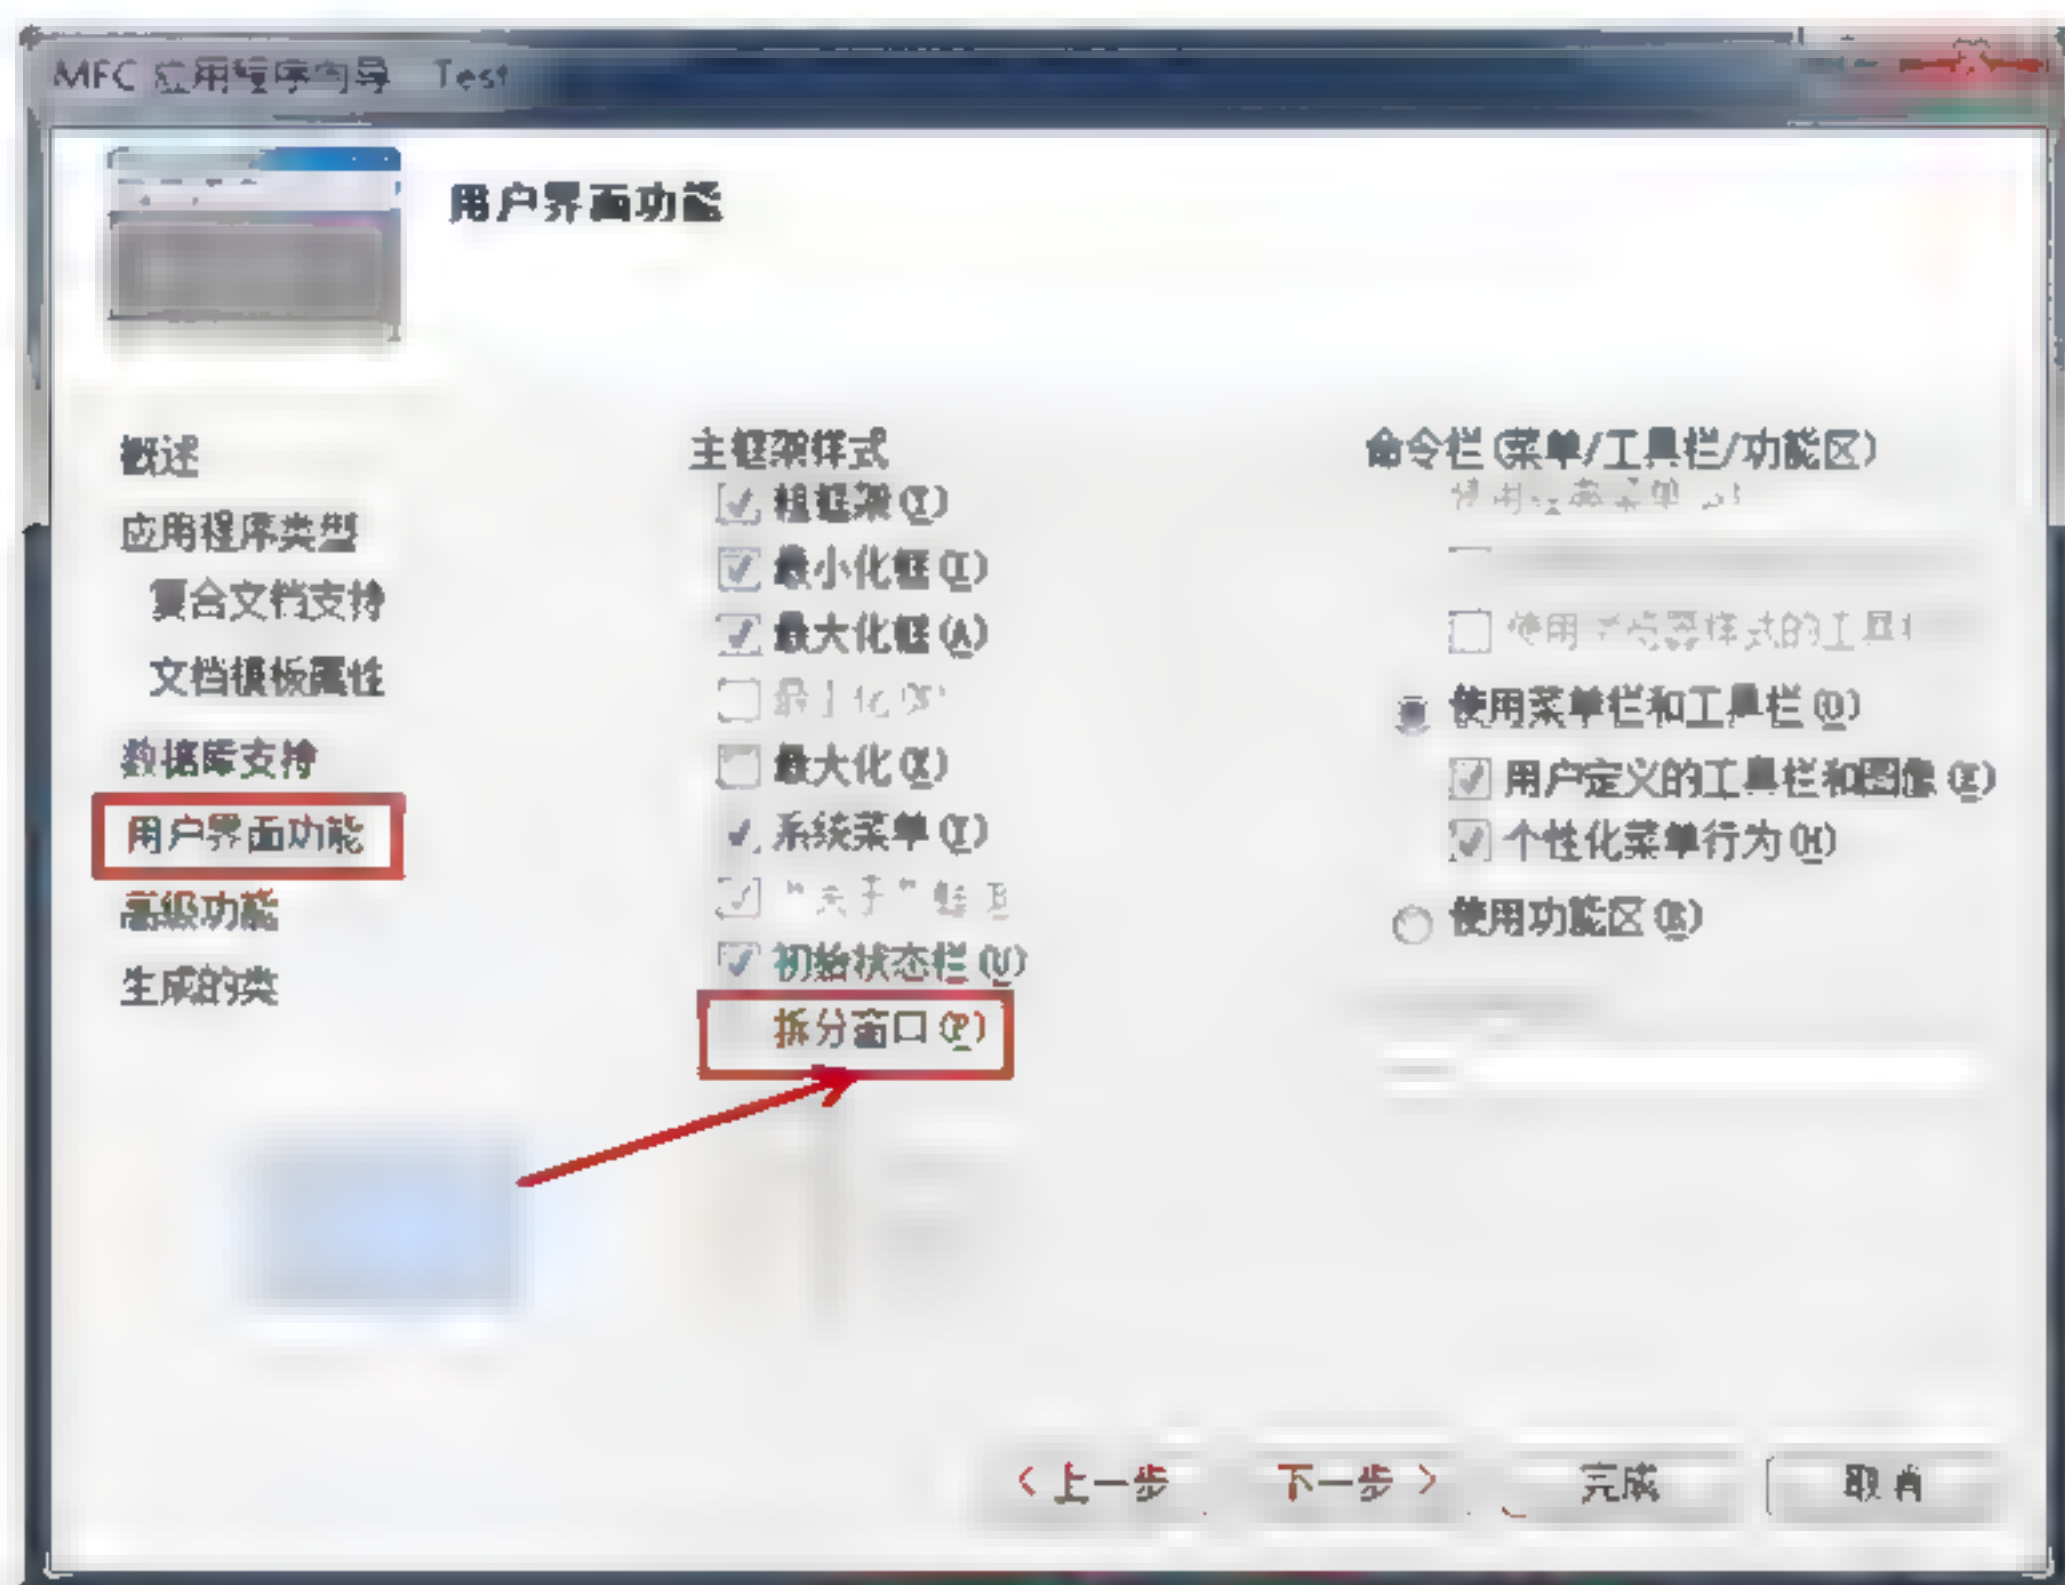 MFC 应用程序向导 Test
用户界面功能
概述
应用程序类型
复合文档支持
文档模板属性
数据库支持
用户界面功能
高级功能
生成的类
主框架样式
粗框架(T)
最小化框(I)
最大化框(A)
最大化(X)
系统菜单(T)
初始状态栏(U)
拆分窗口(P)
命令栏(菜单/工具栏/功能区)
使用菜单栏和工具栏(U)
用户定义的工具栏和图像(E)
个性化菜单行为(H)
使用功能区(R)
< 上一步
下一步 >
完成
取消